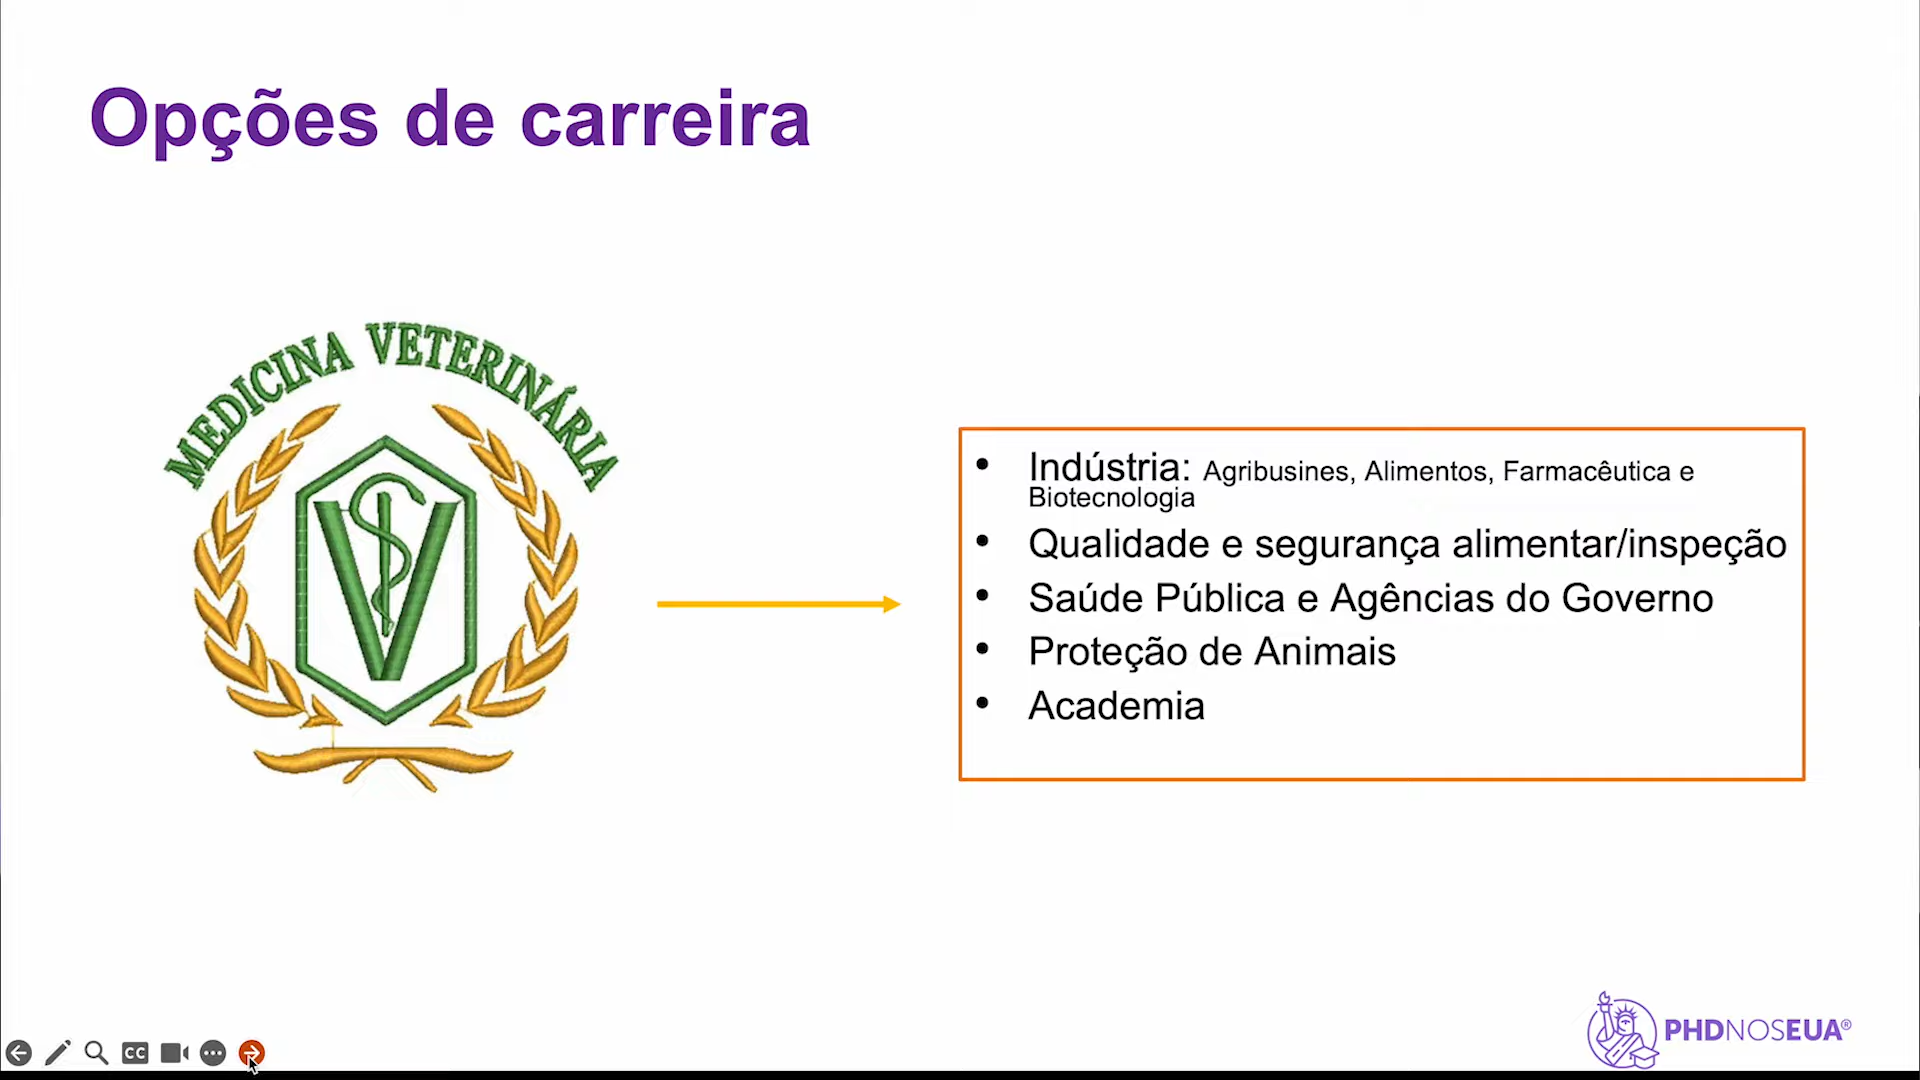 Opções de carreira
MEDICINA VETERINÁRIA
V
• Indústria: Agribusines, Alimentos, Farmacêutica e
Biotecnologia
• Qualidade e segurança alimentar/inspeção
• Saúde Pública e Agências do Governo
• Proteção de Animais
• Academia
CC
PHDNOSEUA®